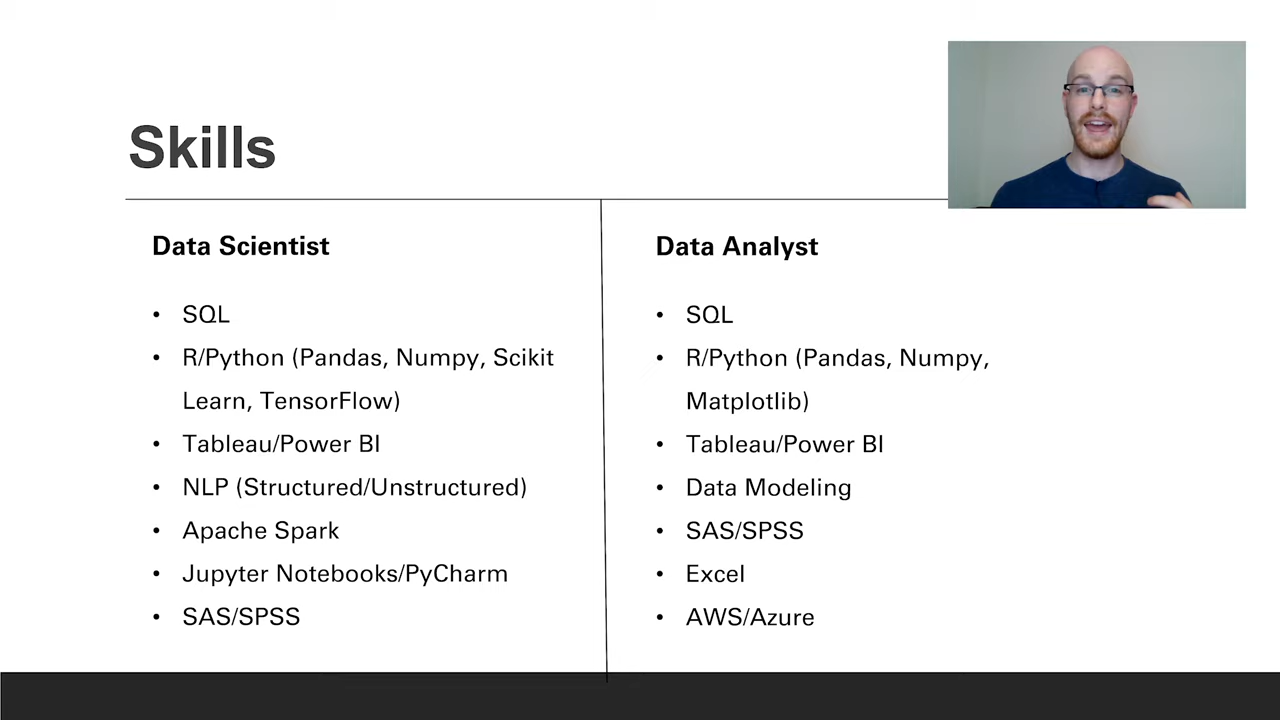 Skills
Data Scientist
• SQL
• R/Python (Pandas, Numpy, Scikit
Learn, TensorFlow)
• Tableau/Power BI
• NLP (Structured/Unstructured)
• Apache Spark
• Jupyter Notebooks/PyCharm
• SAS/SPSS
Data Analyst
• SQL
• R/Python (Pandas, Numpy,
Matplotlib)
• Tableau/Power BI
• Data Modeling
• SAS/SPSS
• Excel
• AWS/Azure